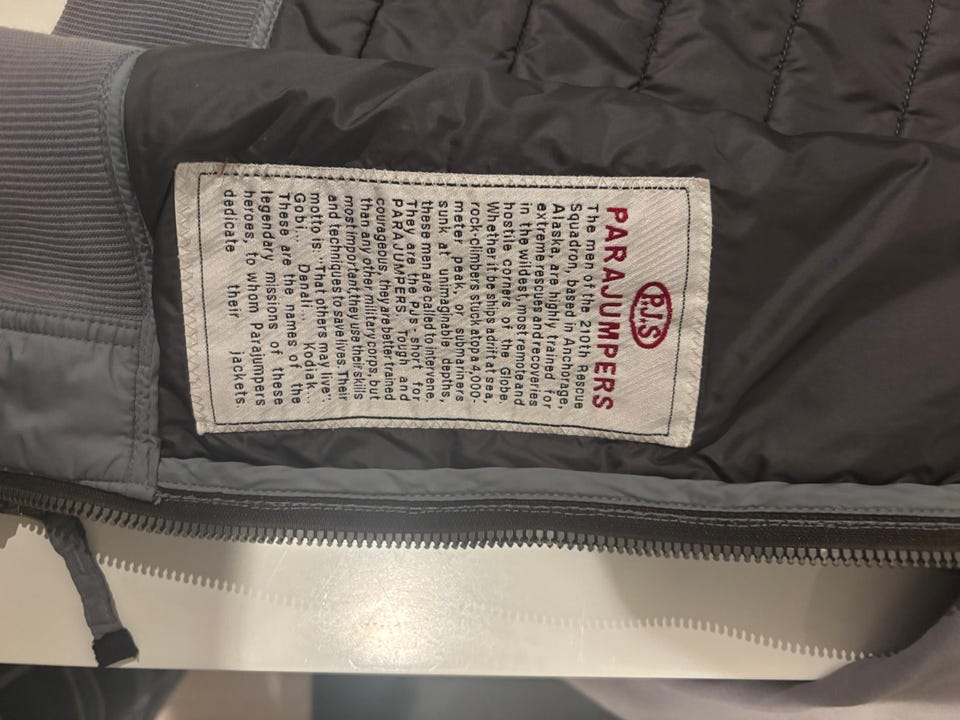 P.J.S
PARAJUMPERS
The men of the 210th Rescue
Squadron, based in Anchorage,
Alaska, are highly trained for
extreme rescues and recoveries
in the wildest, most remote and
hostile corners of the Globe.
Whether it be ships adrift at sea,
rock-climbers stuck atop a 4,000-
meter peak, or submariners
sunk at unimaginable depths,
these men are called to intervene.
They are the PJs - short for
PARAJUMPERS. Tough and
courageous, they are better trained
than any other military corps, but
most important, they use their skills
and techniques to save lives. Their
motto is: "That others may live":
Gobi... Denali... Kodiak...
These are the names of the
legendary missions of these
heroes, to whom Parajumpers
dedicate their jackets